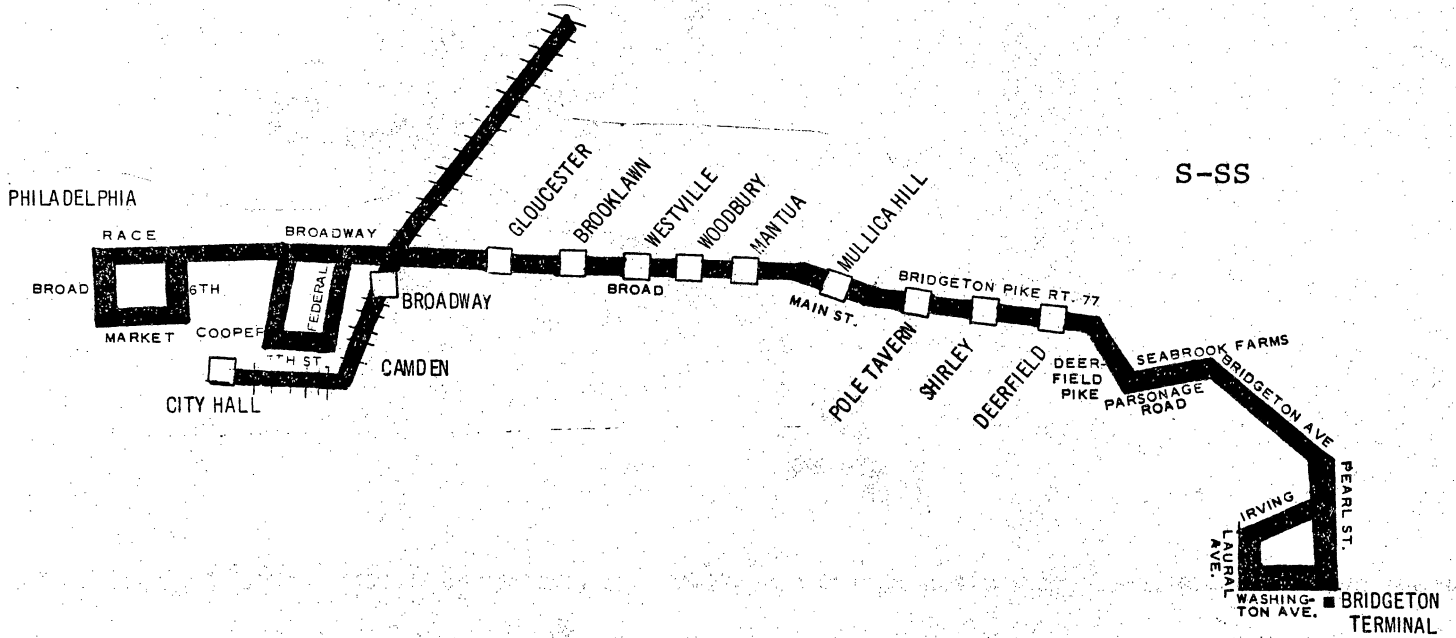 S-SS
PHILADELPHIA
RACE
BROAD
6TH
MARKET
BROADWAY
FEDERAL
COOPER
7TH ST.
BROADWAY
CAMDEN
CITY HALL
GLOUCESTER
BROOKLAWN
WESTVILLE
WOODBURY
MANTUA
MULLICA HILL
BROAD
MAIN ST.
BRIDGETON PIKE RT. 77
POLE TAVERN
SHIRLEY
DEERFIELD
DEER-
FIELD
PIKE
SEABROOK FARMS
PARSONAGE
ROAD
BRIDGETON AVE
PEARL ST.
IRVING
LAURAL
AVE.
WASHING-
TON AVE.
BRIDGETON
TERMINAL